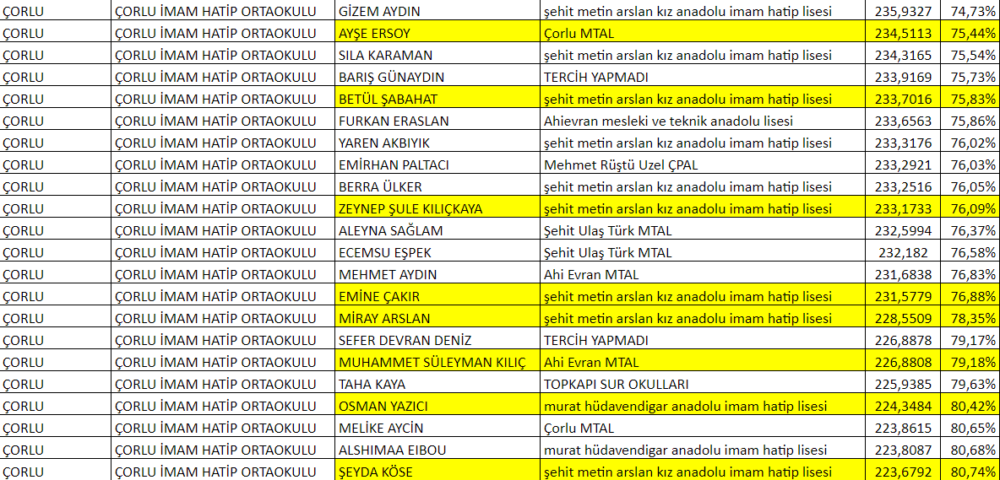 ÇORLU ÇORLU İMAM HATİP ORTAOKULU GİZEM AYDIN şehit metin arslan kız anadolu imam hatip lisesi 235,9327 74,73%
ÇORLU ÇORLU İMAM HATİP ORTAOKULU AYŞE ERSOY Çorlu MTAL 234,5113 75,44%
ÇORLU ÇORLU İMAM HATİP ORTAOKULU SILA KARAMAN şehit metin arslan kız anadolu imam hatip lisesi 234,3165 75,54%
ÇORLU ÇORLU İMAM HATİP ORTAOKULU BARIŞ GÜNAYDIN TERCİH YAPMADI 233,9169 75,73%
ÇORLU ÇORLU İMAM HATİP ORTAOKULU BETÜL ŞABAHAT şehit metin arslan kız anadolu imam hatip lisesi 233,7016 75,83%
ÇORLU ÇORLU İMAM HATİP ORTAOKULU FURKAN ERASLAN Ahievran mesleki ve teknik anadolu lisesi 233,6563 75,86%
ÇORLU ÇORLU İMAM HATİP ORTAOKULU YAREN AKBIYIK şehit metin arslan kız anadolu imam hatip lisesi 233,3176 76,02%
ÇORLU ÇORLU İMAM HATİP ORTAOKULU EMİRHAN PALTACI Mehmet Rüştü Uzel ÇPAL 233,2921 76,03%
ÇORLU ÇORLU İMAM HATİP ORTAOKULU BERRA ÜLKER şehit metin arslan kız anadolu imam hatip lisesi 233,2516 76,05%
ÇORLU ÇORLU İMAM HATİP ORTAOKULU ZEYNEP ŞULE KILIÇKAYA şehit metin arslan kız anadolu imam hatip lisesi 233,1733 76,09%
ÇORLU ÇORLU İMAM HATİP ORTAOKULU ALEYNA SAĞLAM Şehit Ulaş Türk MTAL 232,5994 76,37%
ÇORLU ÇORLU İMAM HATİP ORTAOKULU ECEMSU EŞPEK Şehit Ulaş Türk MTAL 232,182 76,58%
ÇORLU ÇORLU İMAM HATİP ORTAOKULU MEHMET AYDIN Ahi Evran MTAL 231,6838 76,83%
ÇORLU ÇORLU İMAM HATİP ORTAOKULU EMİNE ÇAKIR şehit metin arslan kız anadolu imam hatip lisesi 231,5779 76,88%
ÇORLU ÇORLU İMAM HATİP ORTAOKULU MİRAY ARSLAN şehit metin arslan kız anadolu imam hatip lisesi 228,5509 78,35%
ÇORLU ÇORLU İMAM HATİP ORTAOKULU SEFER DEVRAN DENİZ TERCİH YAPMADI 226,8878 79,17%
ÇORLU ÇORLU İMAM HATİP ORTAOKULU MUHAMMET SÜLEYMAN KILIÇ Ahi Evran MTAL 226,8808 79,18%
ÇORLU ÇORLU İMAM HATİP ORTAOKULU TAHA KAYA TOPKAPI SUR OKULLARI 225,9385 79,63%
ÇORLU ÇORLU İMAM HATİP ORTAOKULU OSMAN YAZICI murat hüdavendigar anadolu imam hatip lisesi 224,3484 80,42%
ÇORLU ÇORLU İMAM HATİP ORTAOKULU MELİKE AYCİN Çorlu MTAL 223,8615 80,65%
ÇORLU ÇORLU İMAM HATİP ORTAOKULU ALSHIMAA EIBOU murat hüdavendigar anadolu imam hatip lisesi 223,8087 80,68%
ÇORLU ÇORLU İMAM HATİP ORTAOKULU ŞEYDA KÖSE şehit metin arslan kız anadolu imam hatip lisesi 223,6792 80,74%